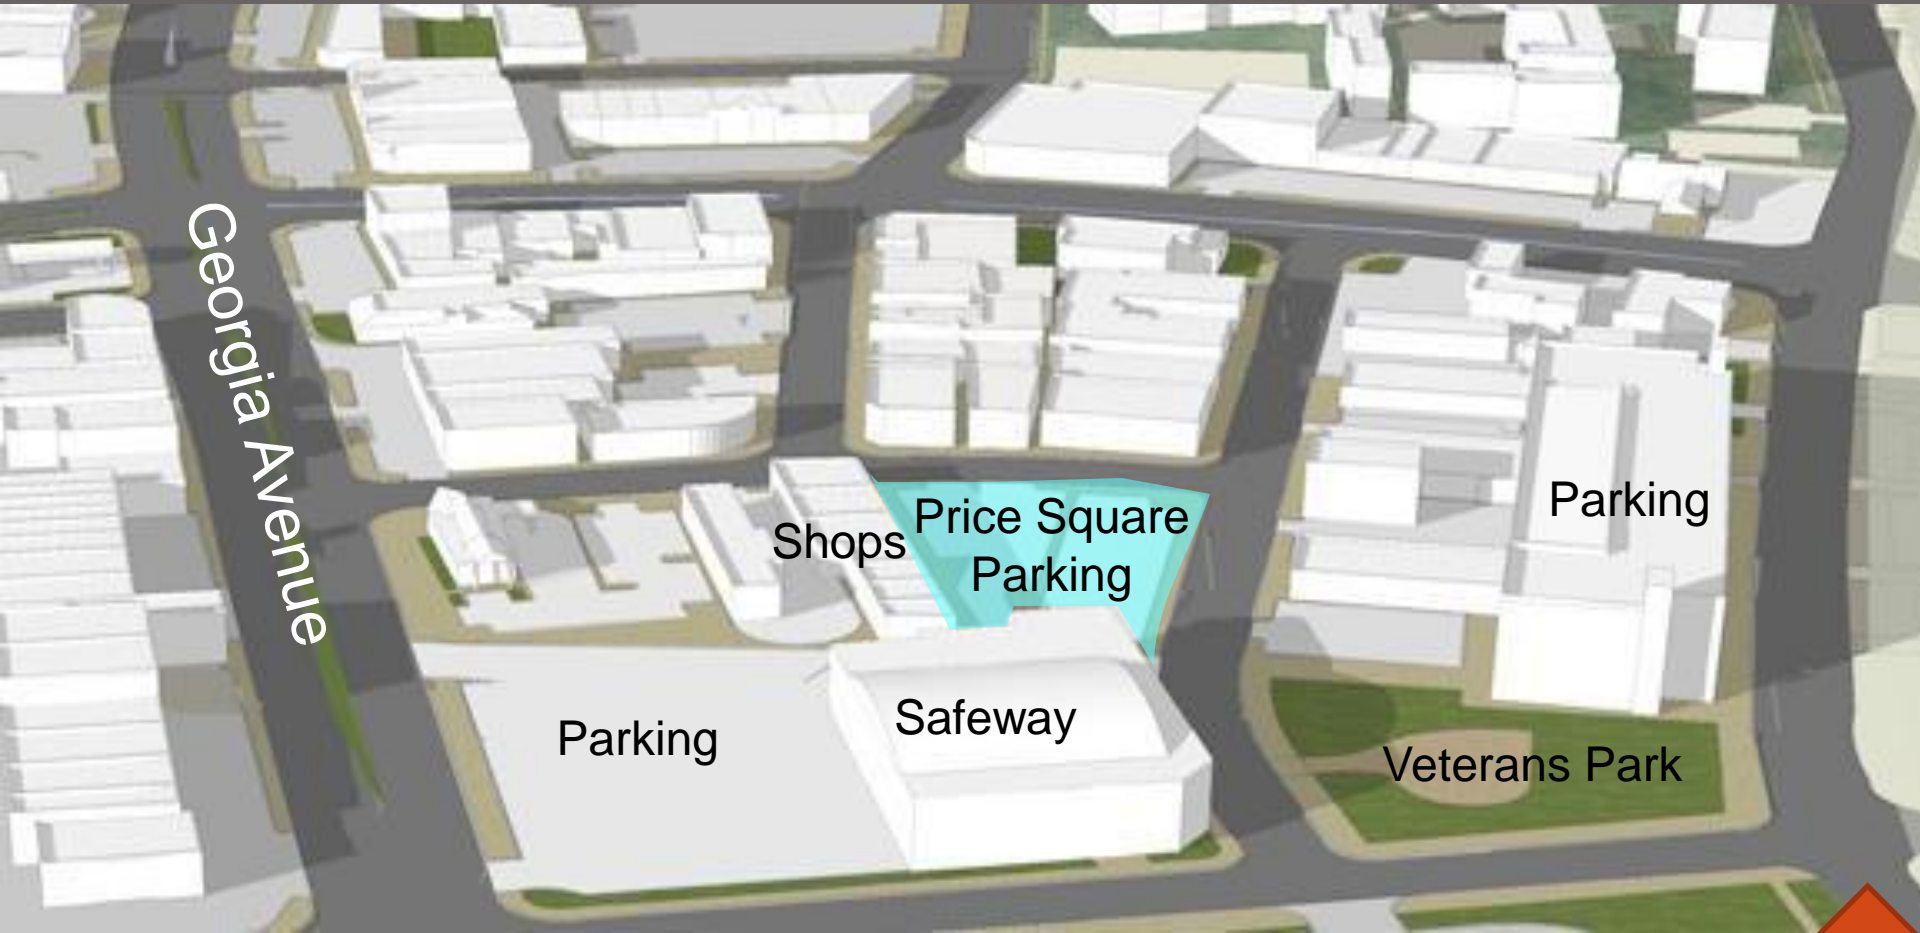 Georgia Avenue
Shops
Price Square
Parking
Parking
Parking
Safeway
Veterans Park